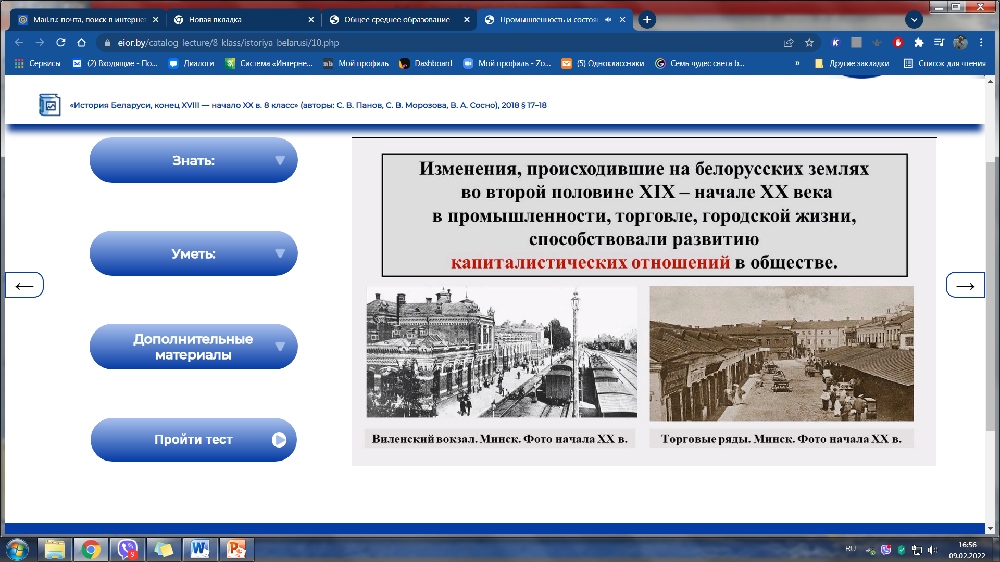 Mail.ru: почта, поиск в интернет
Новая вкладка
Общее среднее образование
Промышленность и состоян
eior.by/catalog_lecture/8-klass/istoriya-belarusi/10.php
Сервисы
(2) Входящие - По...
Диалоги
Система «Интерне...
Мой профиль
Dashboard
Мой профиль - Zo...
(5) Одноклассники
Семь чудес света b...
»
Другие закладки
Список для чтения
«История Беларуси, конец XVIII — начало XX в. 8 класс» (авторы: С. В. Панов, С. В. Морозова, В. А. Сосно), 2018 § 17–18
Знать:
Уметь:
Дополнительные
материалы
Пройти тест
Изменения, происходившие на белорусских землях
во второй половине XIX – начале XX века
в промышленности, торговле, городской жизни,
способствовали развитию
капиталистических отношений в обществе.
Виленский вокзал. Минск. Фото начала XX в.
Торговые ряды. Минск. Фото начала XX в.
9
RU
16:56
09.02.2022